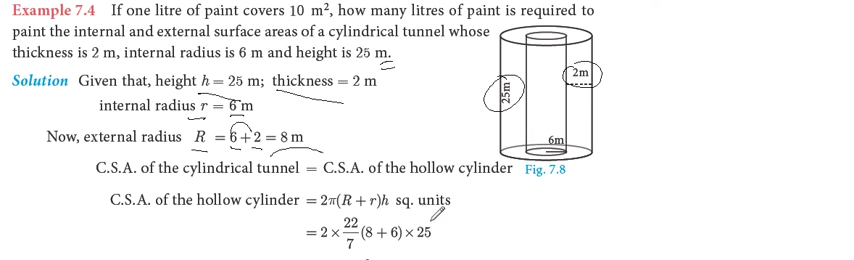 Example 7.4 If one litre of paint covers 10 m², how many litres of paint is required to
paint the internal and external surface areas of a cylindrical tunnel whose
thickness is 2 m, internal radius is 6 m and height is 25 m.
Solution Given that, height h = 25 m; thickness = 2 m
internal radius r = 6 m
Now, external radius R = 6 + 2 = 8 m
C.S.A. of the cylindrical tunnel = C.S.A. of the hollow cylinder
C.S.A. of the hollow cylinder = 2π(R + r)h sq. units
= 2 × 22/7 (8 + 6) × 25
2m
25m
6m
Fig. 7.8